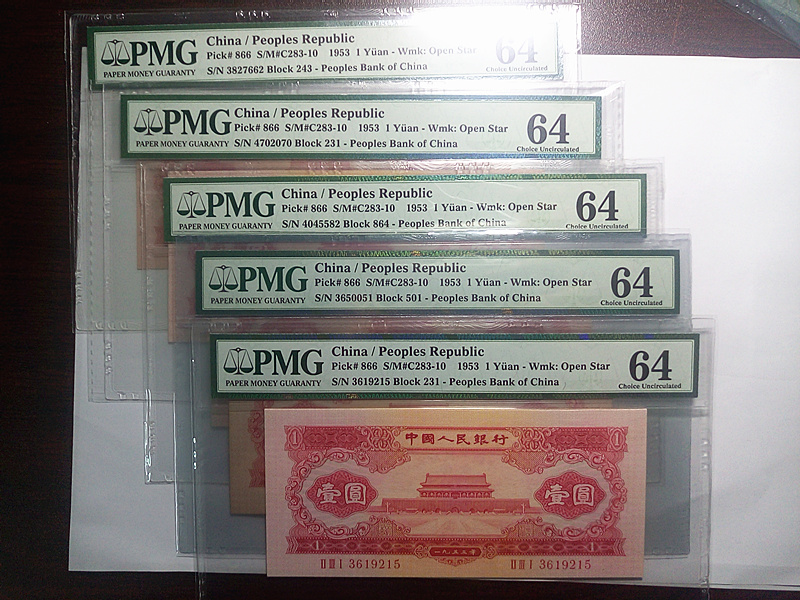 PMG
PAPER MONEY GUARANTY
China / Peoples Republic
Pick# 866 S/M#C283-10 1953 1 Yüan - Wmk: Open Star
S/N 3827662 Block 243 - Peoples Bank of China
64
Choice Uncirculated
PMG
PAPER MONEY GUARANTY
China / Peoples Republic
Pick# 866 S/M#C283-10 1953 1 Yüan - Wmk: Open Star
S/N 4702070 Block 231 - Peoples Bank of China
64
Choice Uncirculated
PMG
PAPER MONEY GUARANTY
China / Peoples Republic
Pick# 866 S/M#C283-10 1953 1 Yüan - Wmk: Open Star
S/N 4045582 Block 864 - Peoples Bank of China
64
Choice Uncirculated
PMG
PAPER MONEY GUARANTY
China / Peoples Republic
Pick# 866 S/M#C283-10 1953 1 Yüan - Wmk: Open Star
S/N 3650051 Block 501 - Peoples Bank of China
64
Choice Uncirculated
PMG
PAPER MONEY GUARANTY
China / Peoples Republic
Pick# 866 S/M#C283-10 1953 1 Yüan - Wmk: Open Star
S/N 3619215 Block 231 - Peoples Bank of China
64
Choice Uncirculated
1 中國人民銀行 1
壹圓 壹圓
1 一九五三年 1
II III I 3619215 II III I 3619215